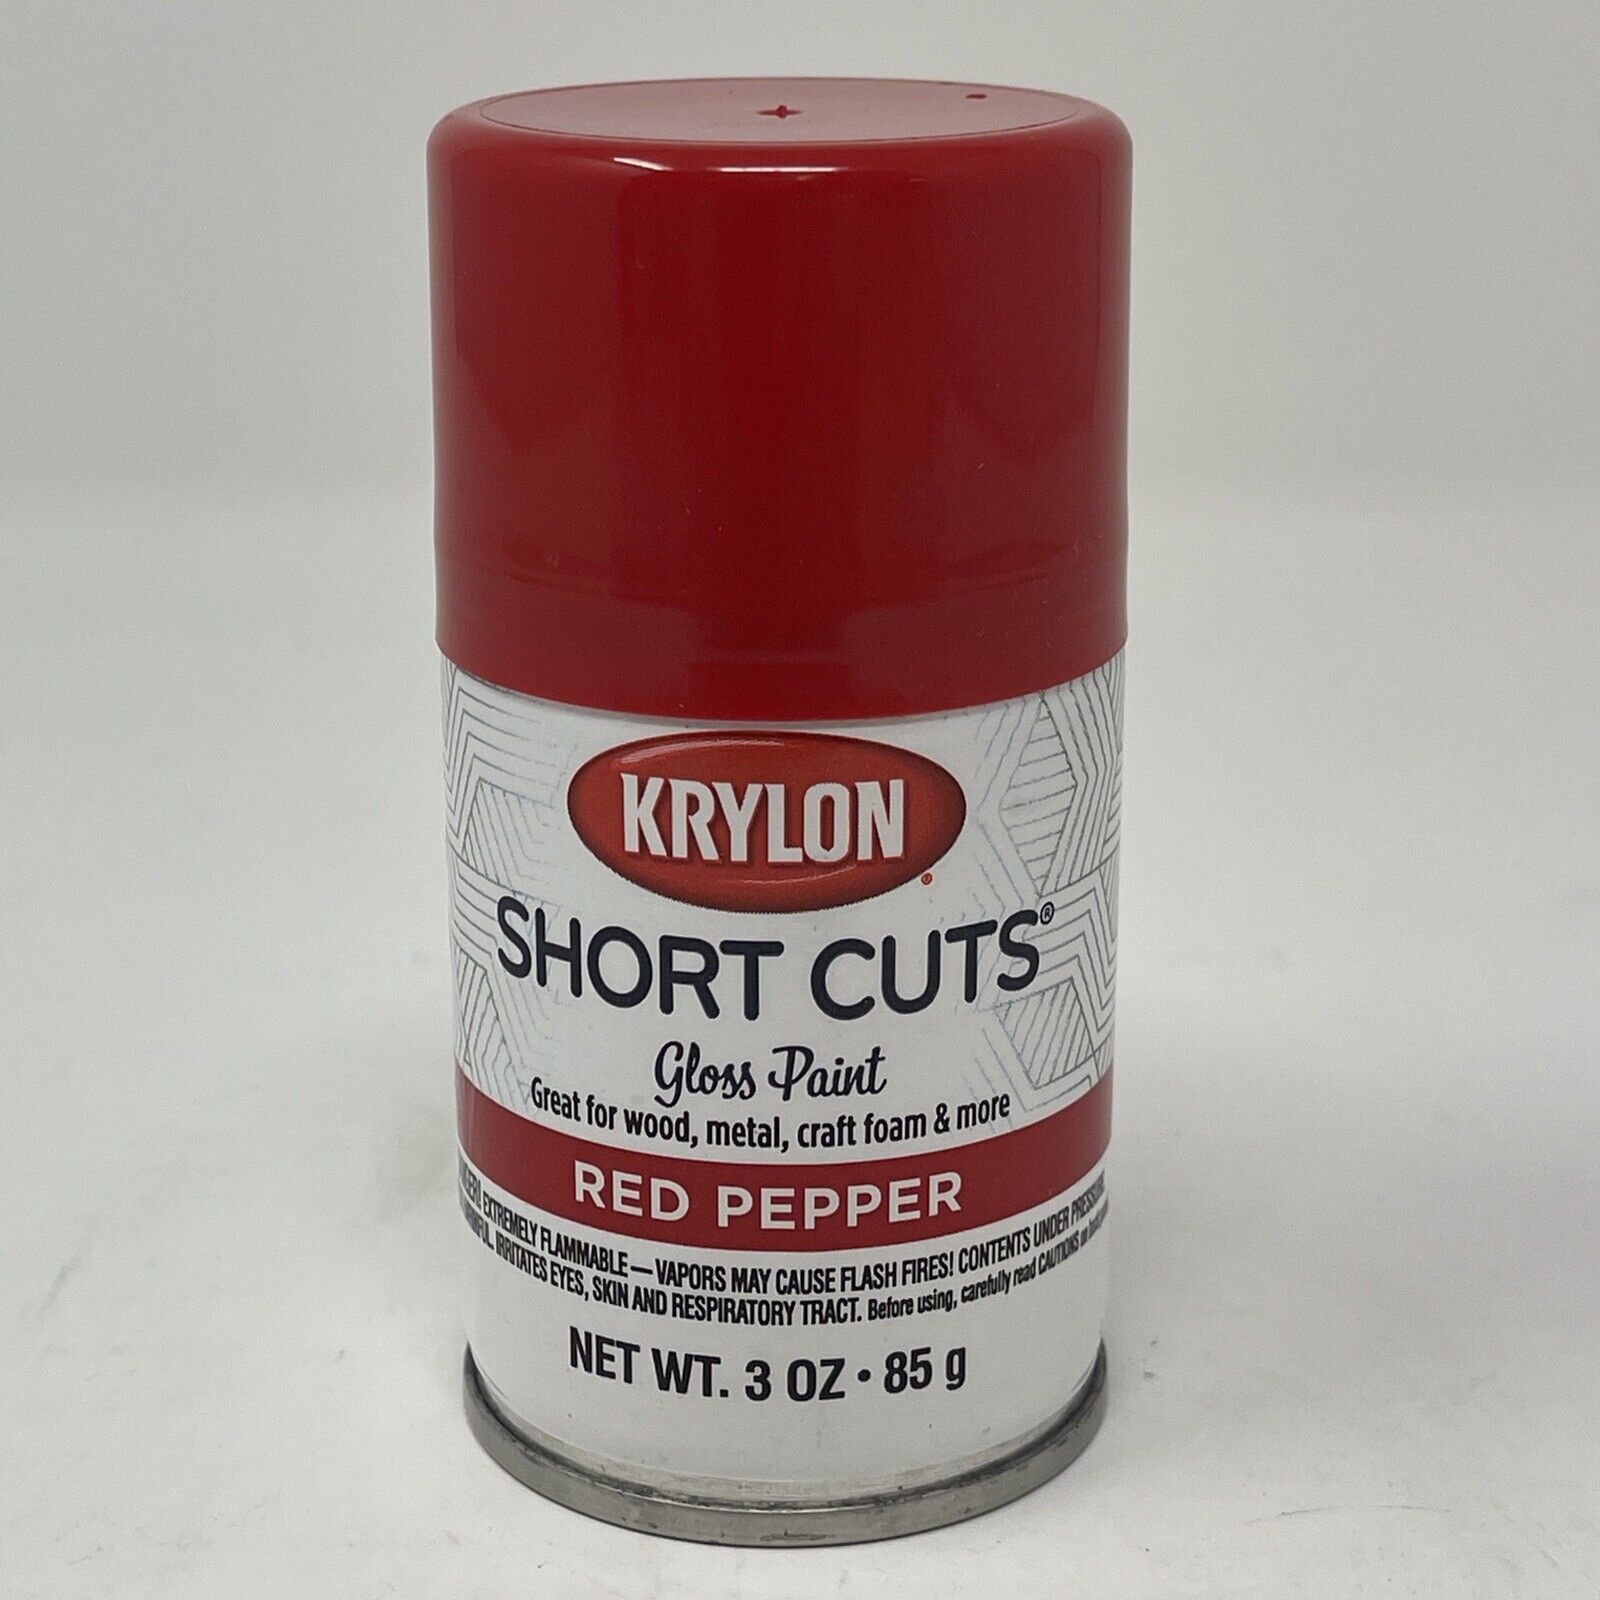 KRYLON®
SHORT CUTS®
Gloss Paint
Great for wood, metal, craft foam & more
RED PEPPER
EXTREMELY FLAMMABLE—VAPORS MAY CAUSE FLASH FIRES! CONTENTS UNDER
IRRITATES EYES, SKIN AND RESPIRATORY TRACT. Before using, carefully read CAUTIONS on
NET WT. 3 OZ • 85 g